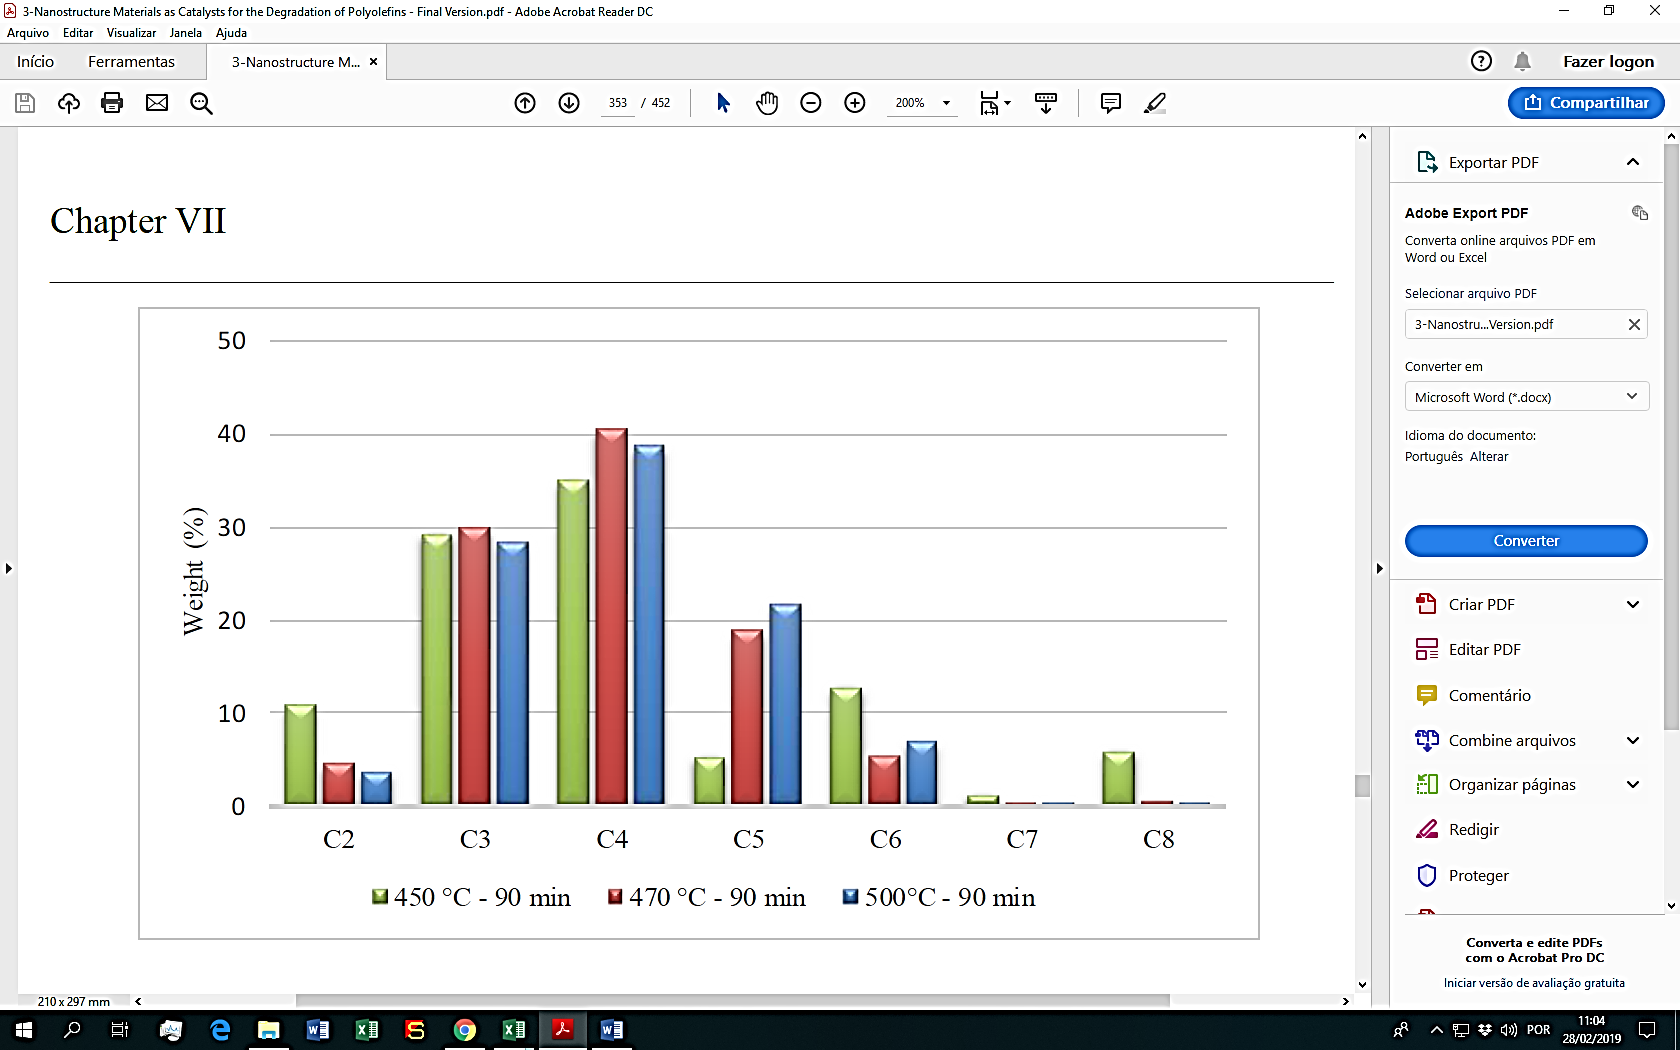 3-Nanostructure Materials as Catalysts for the Degradation of Polyolefins - Final Version.pdf - Adobe Acrobat Reader DC
Arquivo Editar Visualizar Janela Ajuda
Início Ferramentas 3-Nanostructure M... × Fazer logon
353 / 452 200% Compartilhar
Chapter VII
50
40
30
20
10
0
Weight (%)
C2 C3 C4 C5 C6 C7 C8
450 °C - 90 min 470 °C - 90 min 500°C - 90 min
210 x 297 mm
Exportar PDF
Adobe Export PDF
Converta online arquivos PDF em
Word ou Excel
Selecionar arquivo PDF
3-Nanostru...Version.pdf
Converter em
Microsoft Word (*.docx)
Idioma do documento:
Português Alterar
Converter
Criar PDF
Editar PDF
Comentário
Combine arquivos
Organizar páginas
Redigir
Proteger
Converta e edite PDFs
com o Acrobat Pro DC
Iniciar versão de avaliação gratuita
POR
11:04
28/02/2019